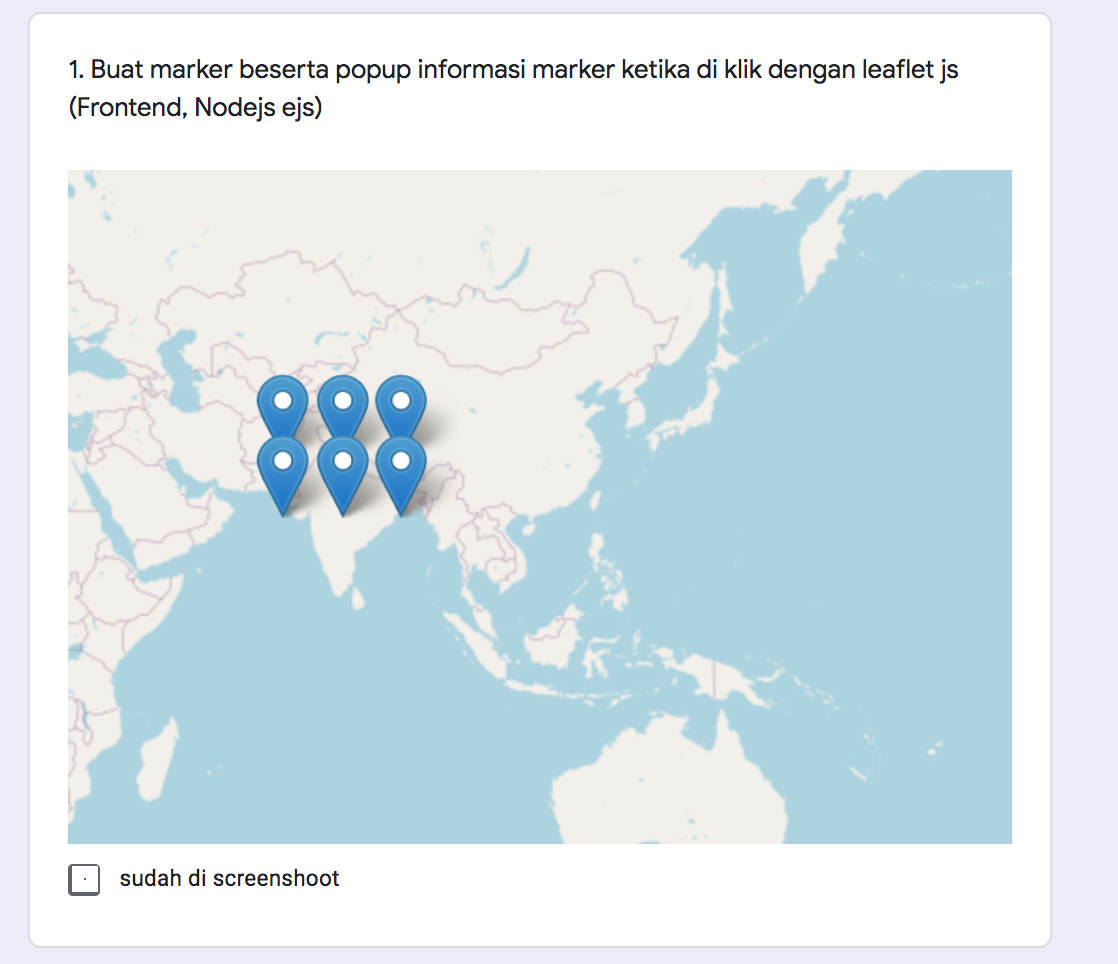 1. Buat marker beserta popup informasi marker ketika di klik dengan leaflet js
(Frontend, Nodejs ejs)
sudah di screenshoot